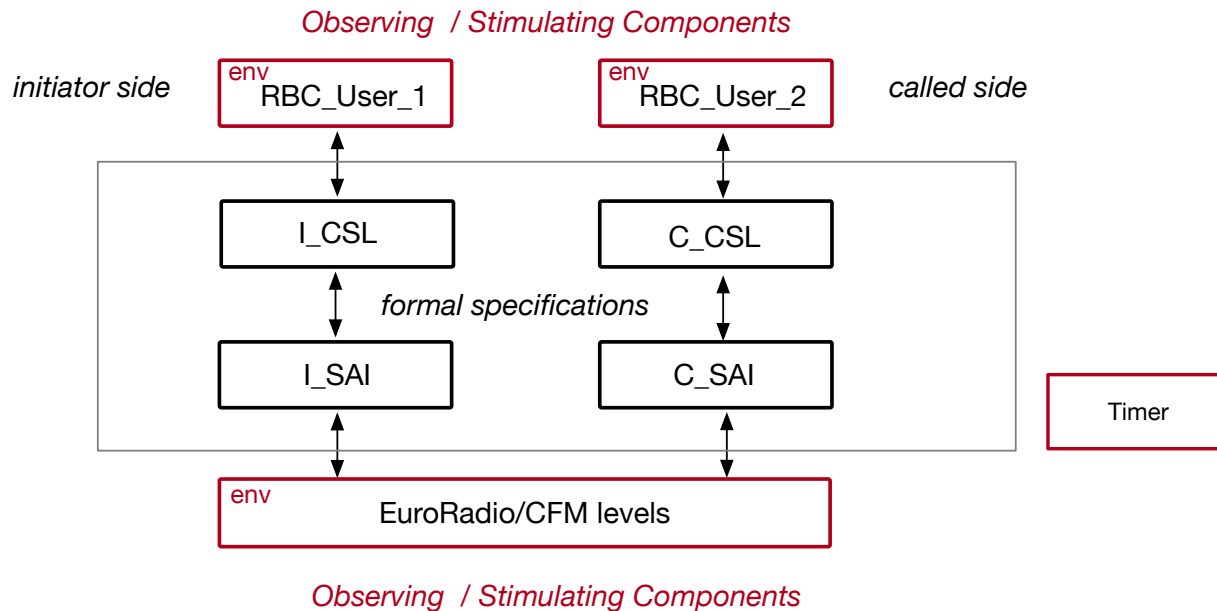 Observing / Stimulating Components
env
env
initiator side
RBC_User_1
RBC_User_2
called side
I_CSL
C_CSL
formal specifications
I_SAI
C_SAI
Timer
env
EuroRadio/CFM levels
Observing / Stimulating Components